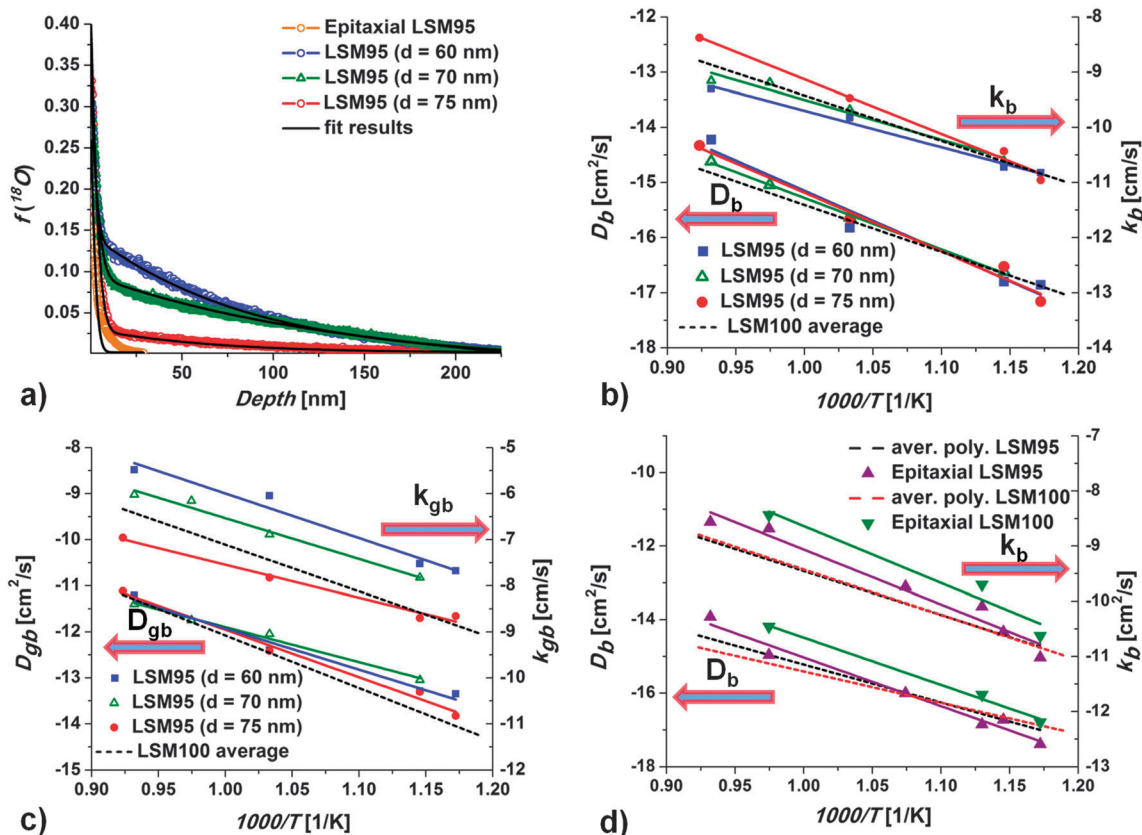 0.40
0.35
0.30
0.25
0.20
0.15
0.10
0.05
f (¹⁸O)
50
100
150
200
Depth [nm]
Epitaxial LSM95
LSM95 (d = 60 nm)
LSM95 (d = 70 nm)
LSM95 (d = 75 nm)
fit results
a)
-12
-13
-14
-15
-16
-17
-18
D_b [cm²/s]
-8
-9
-10
-11
-12
-13
-14
k_b [cm/s]
k_b
D_b
LSM95 (d = 60 nm)
LSM95 (d = 70 nm)
LSM95 (d = 75 nm)
LSM100 average
0.90 0.95 1.00 1.05 1.10 1.15 1.20
1000/T [1/K]
b)
-8
-9
-10
-11
-12
-13
-14
-15
D_gb [cm²/s]
-5
-6
-7
-8
-9
-10
-11
-12
k_gb [cm/s]
k_gb
D_gb
LSM95 (d = 60 nm)
LSM95 (d = 70 nm)
LSM95 (d = 75 nm)
LSM100 average
0.90 0.95 1.00 1.05 1.10 1.15 1.20
1000/T [1/K]
c)
-10
-12
-14
-16
-18
D_b [cm²/s]
-7
-8
-9
-10
-11
-12
-13
k_b [cm/s]
aver. poly. LSM95
Epitaxial LSM95
aver. poly. LSM100
Epitaxial LSM100
k_b
D_b
0.90 0.95 1.00 1.05 1.10 1.15 1.20
1000/T [1/K]
d)